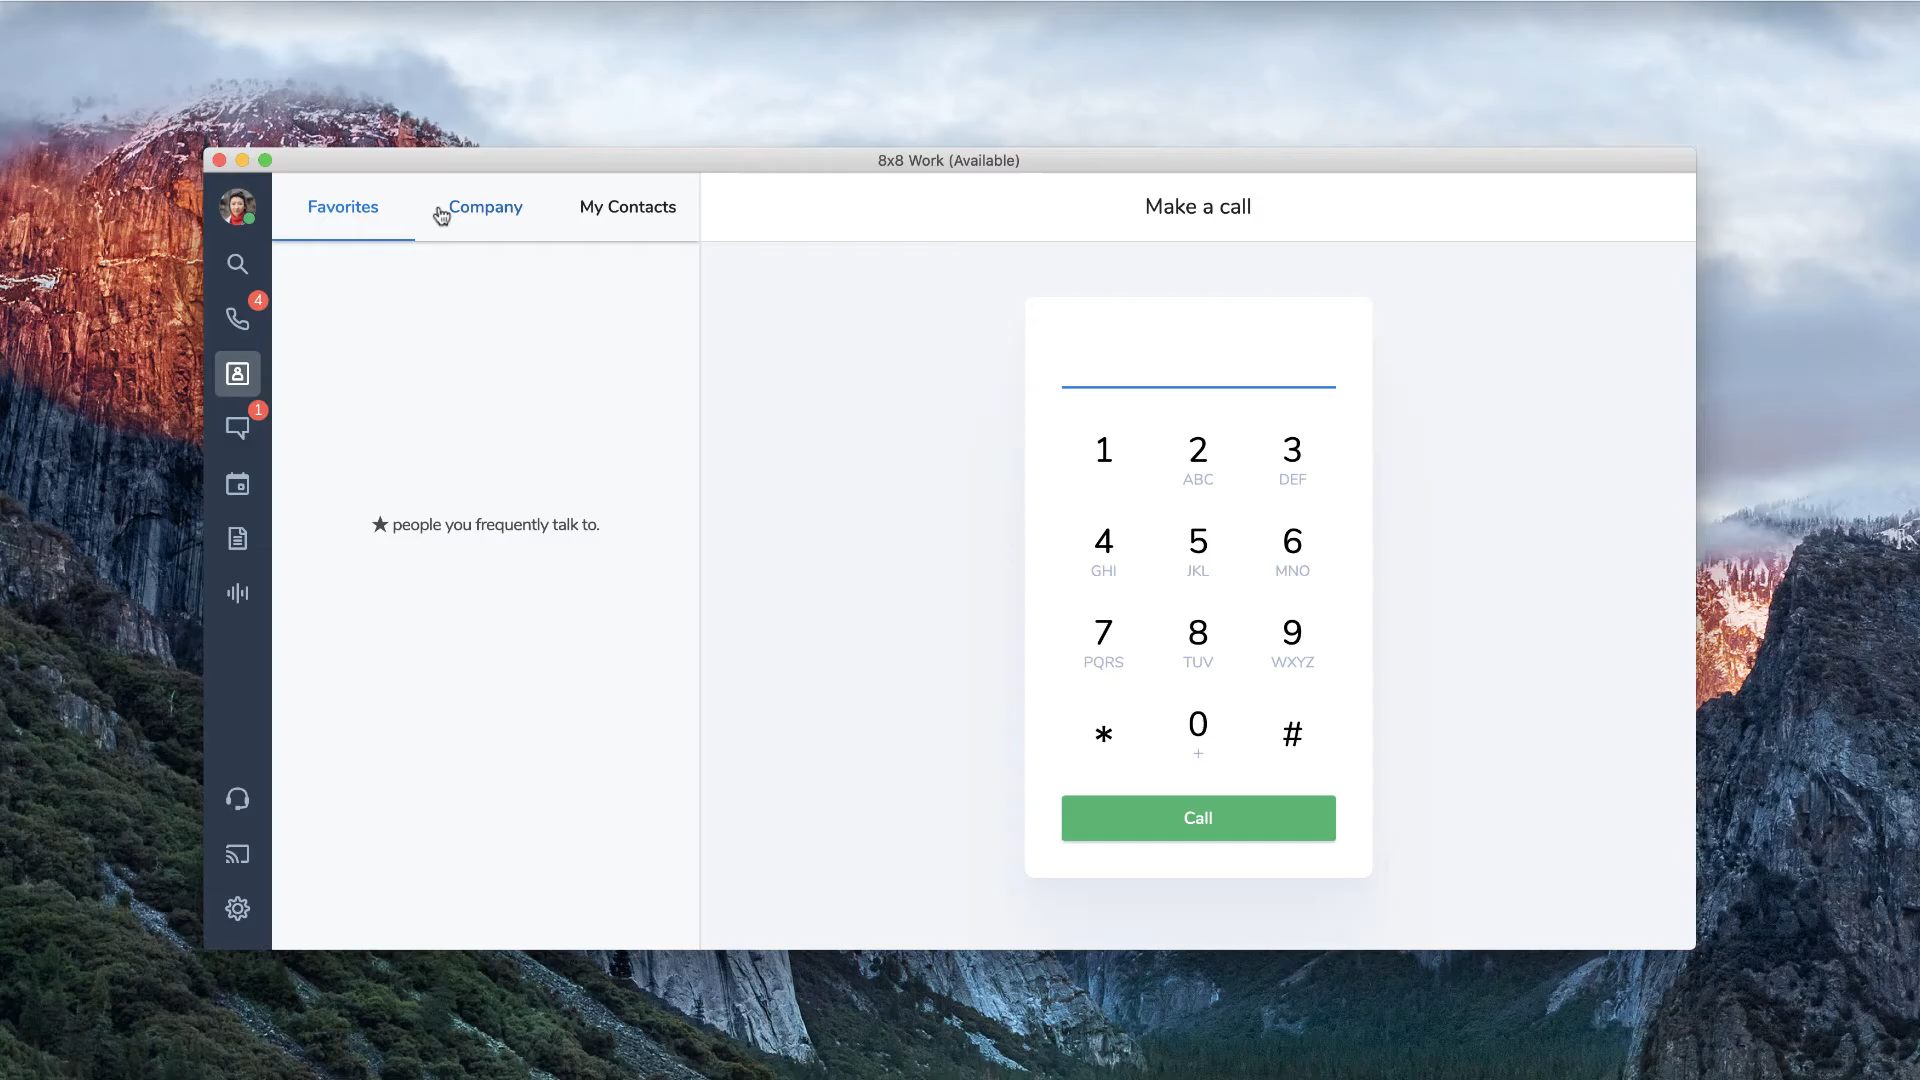 8x8 Work (Available)
Favorites
Company
My Contacts
Make a call
4
1
★ people you frequently talk to.
1
2
3
ABC
DEF
4
5
6
GHI
JKL
MNO
7
8
9
PQRS
TUV
WXYZ
*
0
#
+
Call